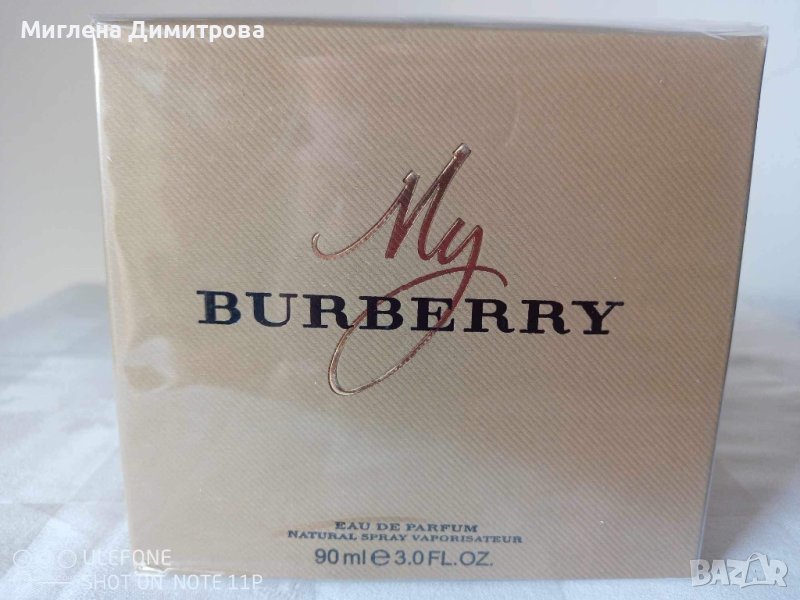 Миглена Димитрова
My
BURBERRY
EAU DE PARFUM
NATURAL SPRAY VAPORISATEUR
90 ml e 3.0 FL.OZ.
ULEFONE
SHOT ON NOTE 11P
BAZAR